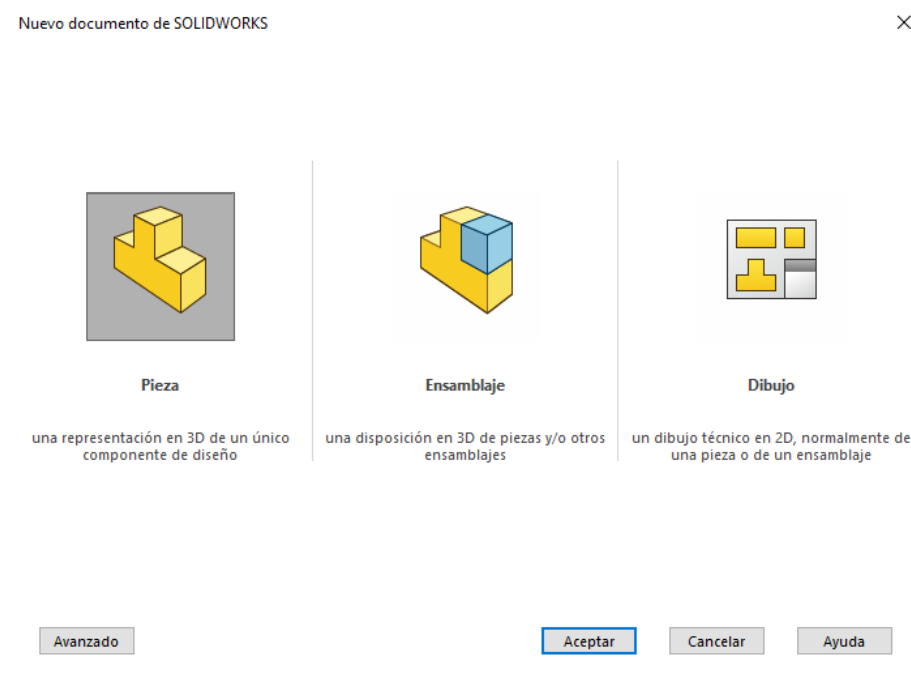 Nuevo documento de SOLIDWORKS
Pieza
una representación en 3D de un único
componente de diseño
Ensamblaje
una disposición en 3D de piezas y/o otros
ensamblajes
Dibujo
un dibujo técnico en 2D, normalmente de
una pieza o de un ensamblaje
Avanzado
Aceptar
Cancelar
Ayuda